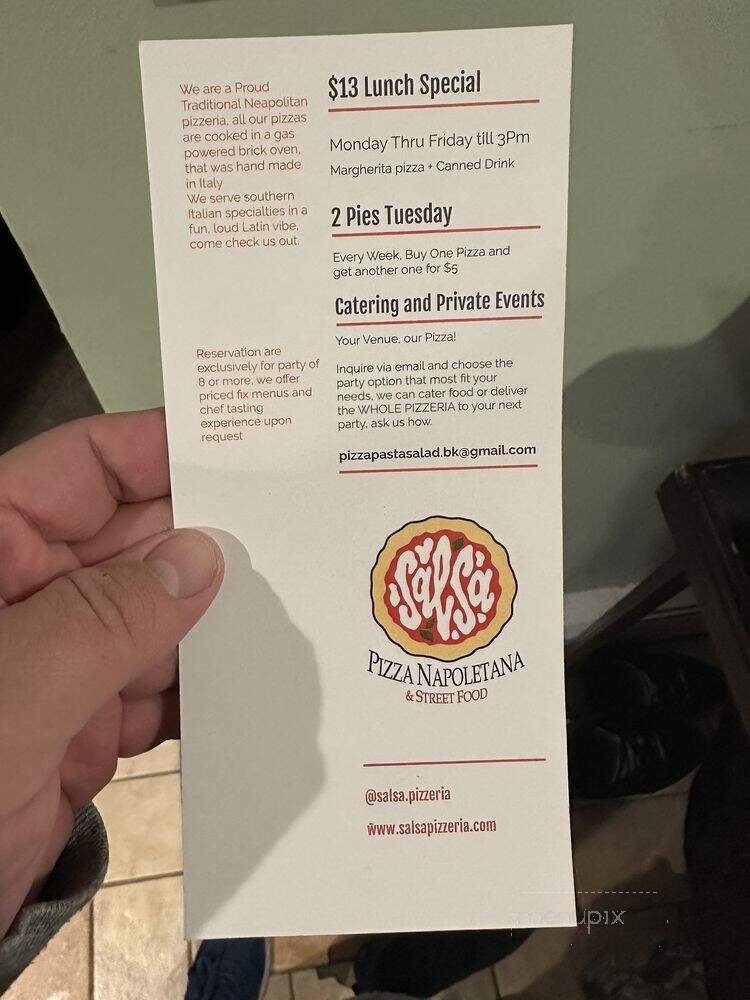 We are a Proud
Traditional Neapolitan
pizzeria, all our pizzas
are cooked in a gas
powered brick oven,
that was hand made
in Italy
We serve southern
Italian specialties in a
fun, loud Latin vibe,
come check us out.
Reservation are
exclusively for party of
8 or more, we offer
priced fix menus and
chef tasting
experience upon
request
$13 Lunch Special
Monday Thru Friday till 3Pm
Margherita pizza + Canned Drink
2 Pies Tuesday
Every Week, Buy One Pizza and
get another one for $5
Catering and Private Events
Your Venue, our Pizza!
Inquire via email and choose the
party option that most fit your
needs, we can cater food or deliver
the WHOLE PIZZERIA to your next
party, ask us how.
pizzapastasalad.bk@gmail.com
Salsa
PIZZA NAPOLETANA
& STREET FOOD
@salsa.pizzeria
www.salsapizzeria.com
menupix